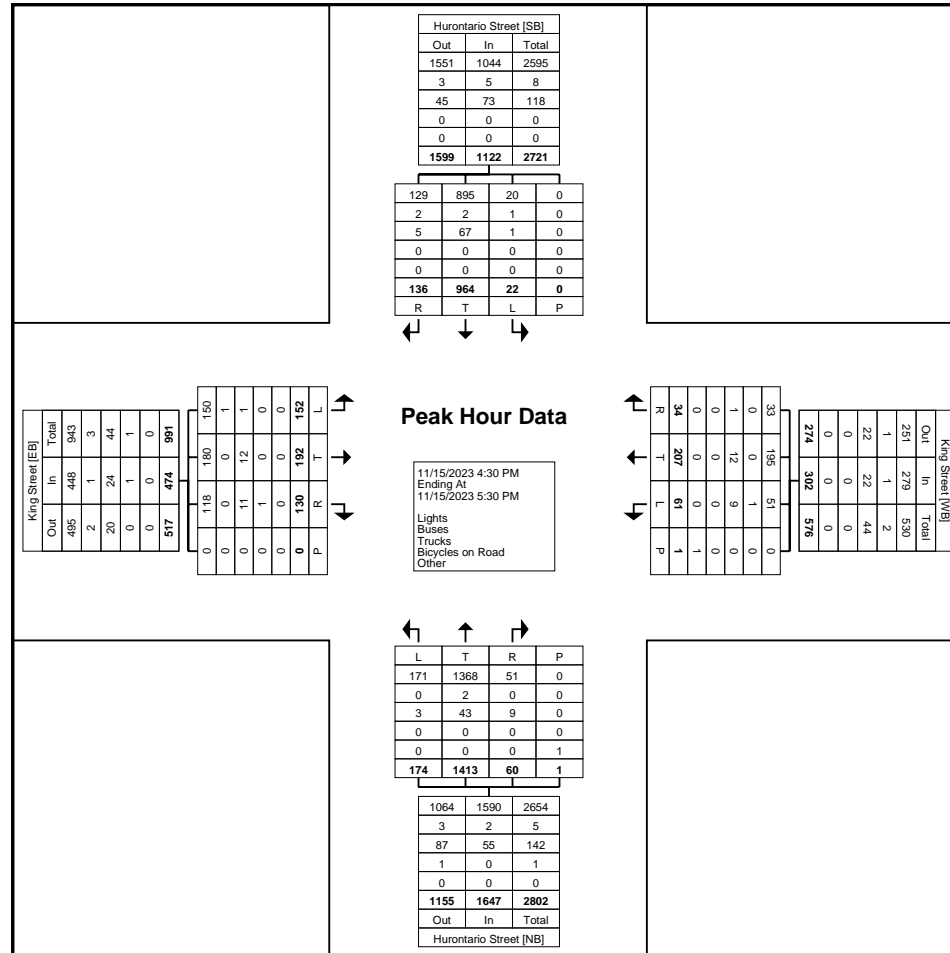 Hurontario Street [SB]
Out In Total
1551 1044 2595
3 5 8
45 73 118
0 0 0
0 0 0
1599 1122 2721
129 895 20 0
2 2 1 0
5 67 1 0
0 0 0 0
0 0 0 0
136 964 22 0
R T L P
King Street [EB]
Total 943 3 44 1 0 991
In 448 1 24 1 0 474
Out 495 2 20 0 0 517
150 1 1 0 0 152 L
180 0 12 0 0 192 T
118 0 11 1 0 130 R
0 0 0 0 0 0 P
Peak Hour Data
11/15/2023 4:30 PM
Ending At
11/15/2023 5:30 PM
Lights
Buses
Trucks
Bicycles on Road
Other
R 34 0 0 1 0 33
T 207 0 0 12 0 195
L 61 0 0 9 1 51
P 1 1 0 0 0 0
King Street [WB]
Out 251 1 22 0 0 274
In 279 1 22 0 0 302
Total 530 2 44 0 0 576
L T R P
171 1368 51 0
0 2 0 0
3 43 9 0
0 0 0 0
0 0 0 1
174 1413 60 1
1064 1590 2654
3 2 5
87 55 142
1 0 1
0 0 0
1155 1647 2802
Out In Total
Hurontario Street [NB]